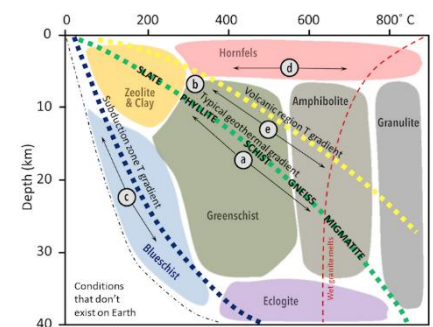 0 200 400 600 800° C
0
10
20
30
40
Depth (km)
Hornfels
d
Zeolite
& Clay
SLATE
b
PHYLLITE
Typical geothermal gradient
Volcanic region T gradient
e
Amphibolite
Granulite
SCHIST
a
GNEISS
MIGMATITE
Subduction zone T gradient
c
Blueschist
Greenschist
Wet granite melts
Eclogite
Conditions
that don't
exist on Earth